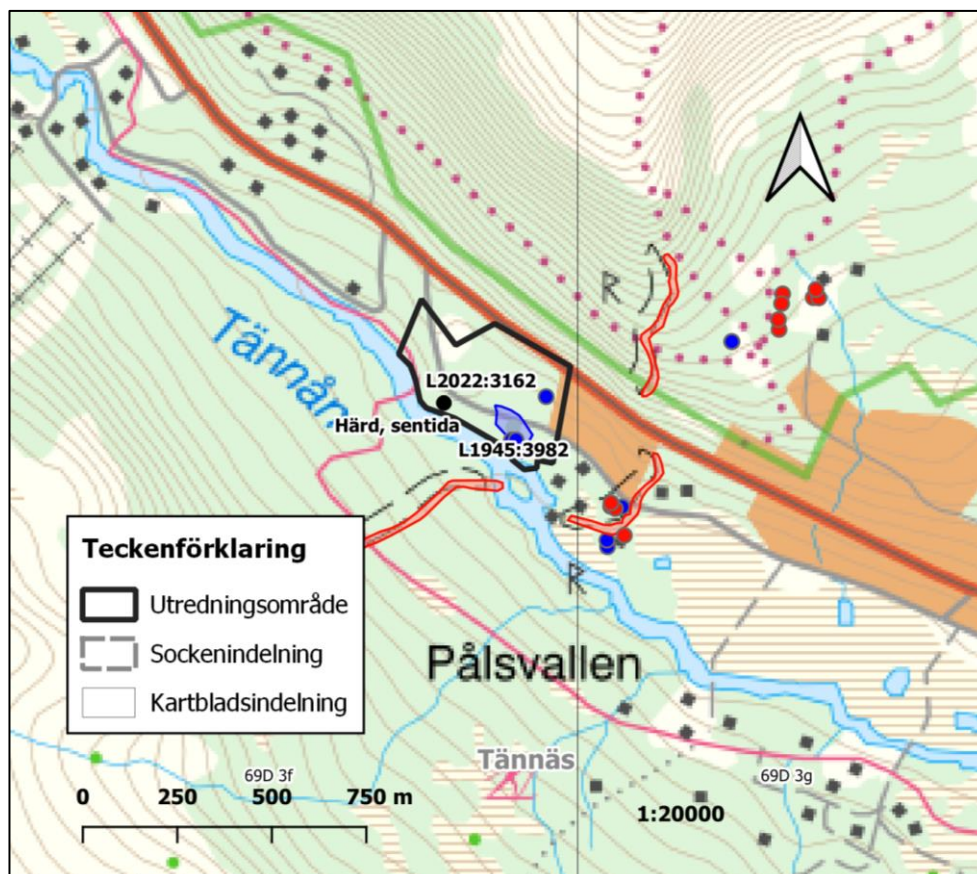 R
Tännån
L2022:3162
Härd, sentida
L1945:3982
R
Teckenförklaring
Utredningsområde
Sockenindelning
Kartbladsindelning
Pålsvallen
Tännäs
69D 3f
69D 3g
0 250 500 750 m
1:20000